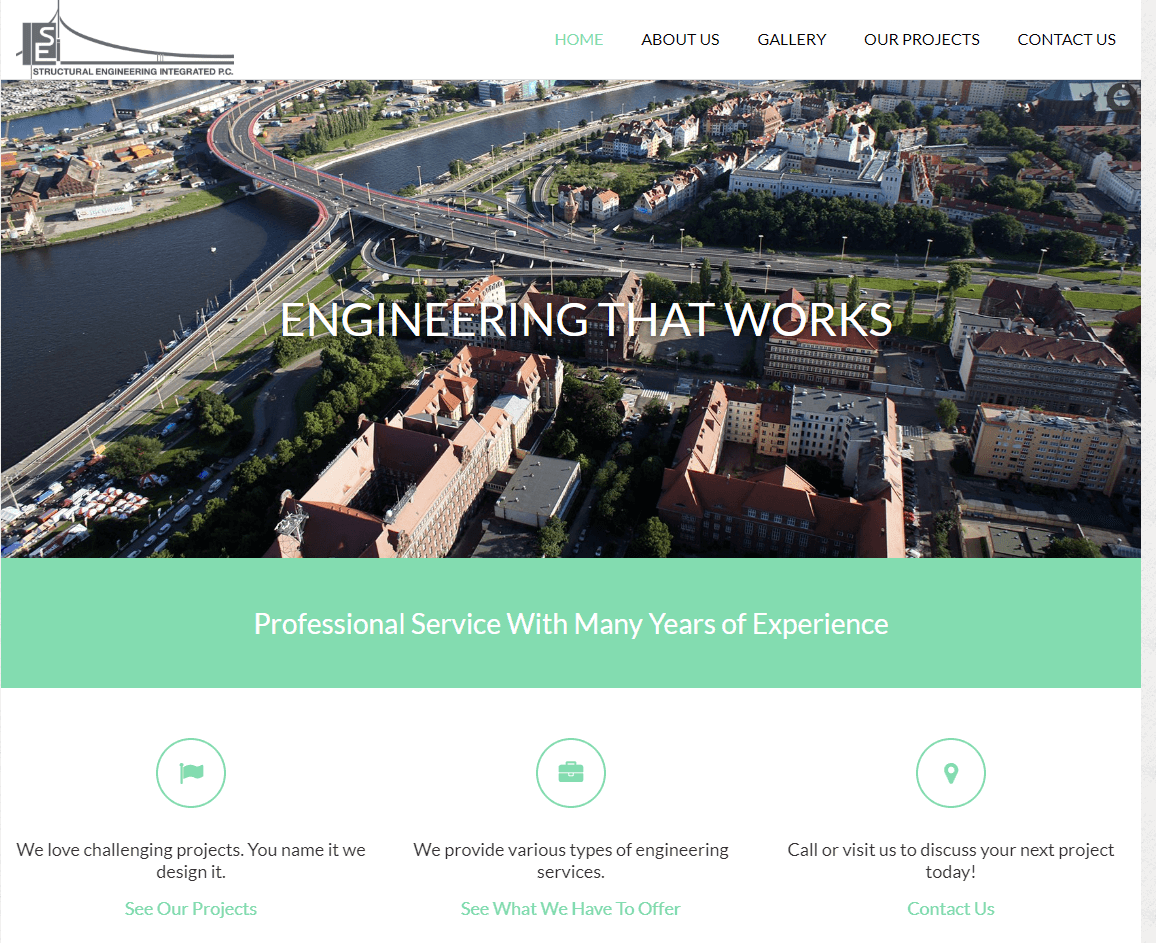 SEI
STRUCTURAL ENGINEERING INTEGRATED P.C.
HOME ABOUT US GALLERY OUR PROJECTS CONTACT US
ENGINEERING THAT WORKS
Professional Service With Many Years of Experience
We love challenging projects. You name it we
design it.
See Our Projects
We provide various types of engineering
services.
See What We Have To Offer
Call or visit us to discuss your next project
today!
Contact Us